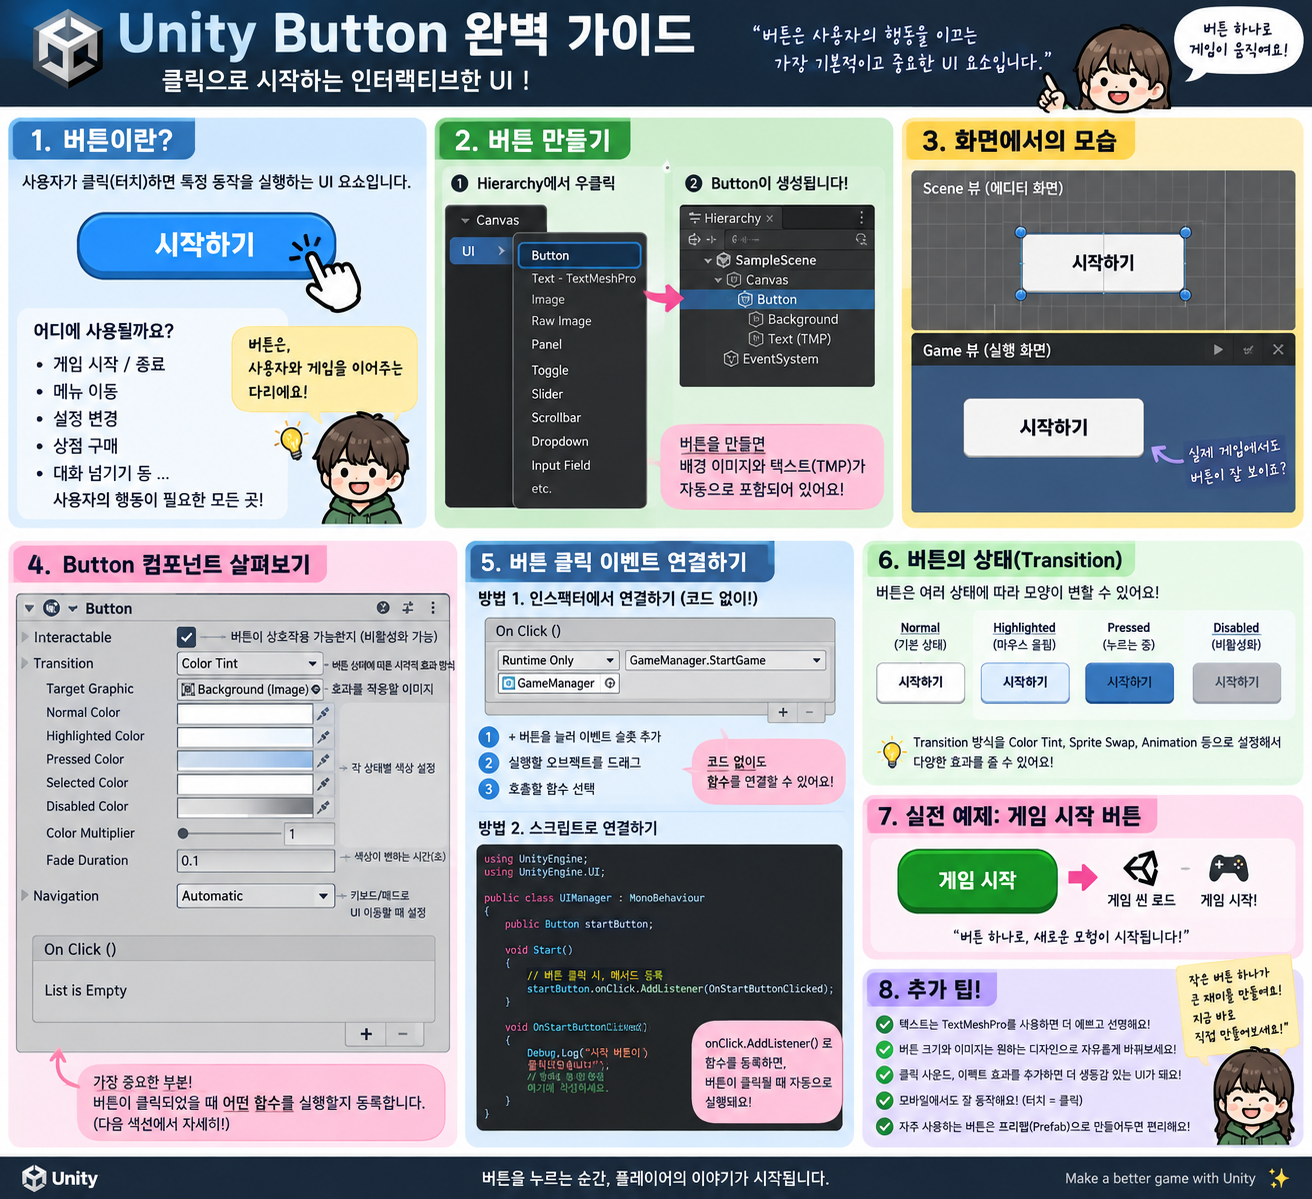 Unity Button 완벽 가이드
클릭으로 시작하는 인터랙티브한 UI !
“버튼은 사용자의 행동을 이끄는
가장 기본적이고 중요한 UI 요소입니다.”
버튼 하나로
게임이 움직여요!
1. 버튼이란?
사용자가 클릭(터치)하면 특정 동작을 실행하는 UI 요소입니다.
시작하기
어디에 사용될까요?
• 게임 시작 / 종료
• 메뉴 이동
• 설정 변경
• 상점 구매
• 대화 넘기기 등 ...
사용자의 행동이 필요한 모든 곳!
버튼은,
사용자와 게임을 이어주는
다리에요!
2. 버튼 만들기
1 Hierarchy에서 우클릭
Canvas
UI
Button
Text - TextMeshPro
Image
Raw Image
Panel
Toggle
Slider
Scrollbar
Dropdown
Input Field
etc.
2 Button이 생성됩니다!
Hierarchy
SampleScene
Canvas
Button
Background
Text (TMP)
EventSystem
버튼을 만들면
배경 이미지와 택스트(TMP)가
자동으로 포함되어 있어요!
3. 화면에서의 모습
Scene 뷰 (에디티 화면)
시작하기
Game 뷰 (실행 화면)
시작하기
실제 게임에서도
버튼이 잘 보이죠?
4. Button 컴포넌트 살펴보기
Button
Interactable
버튼이 상호작용 가능한지 (비활성화 가능)
Transition
Color Tint
Target Graphic
Background (Image)
효과를 적용할 이미지
Normal Color
Highlighted Color
Pressed Color
Selected Color
Disabled Color
각 상태별 색상 설정
Color Multiplier
1
Fade Duration
0.1
색상이 변하는 시간(초)
Navigation
Automatic
키보드/패드로
UI 이동할 때 설정
On Click ()
List is Empty
+ −
가장 중요한 부분!
버튼이 클릭되었을 때 어떤 함수를 실행할지 등록합니다.
(다음 섹션에서 자세히!)
5. 버튼 클릭 이벤트 연결하기
방법 1. 인스팩터에서 연결하기 (코드 없이!)
On Click ()
Runtime Only
GameManager.StartGame
GameManager
+ −
1 + 버튼을 눌러 이벤트 슬롯 추가
2 실행할 오브젝트를 드래그
3 호출할 함수 선택
코드 없이도
함수를 연결할 수 있어요!
방법 2. 스크립트로 연결하기
using UnityEngine;
using UnityEngine.UI;
public class UIManager : MonoBehaviour
{
public Button startButton;
void Start()
{
// 버튼 클릭 시, 매서드 등록
startButton.onClick.AddListener(OnStartButtonClicked);
}
void OnStartButtonClicked()
{
Debug.Log("시작 버튼이
}
}
onClick.AddListener() 로
함수를 동록하면,
버튼이 클릭될 때 자동으로
실행돼요!
6. 버튼의 상태(Transition)
버튼은 여러 상태에 따라 모양이 변할 수 있어요!
Normal
(기본 상태)
시작하기
Highlighted
(마우스 올림)
시작하기
Pressed
(누르는 중)
시작하기
Disabled
(비활성화)
시작하기
Transition 방식을 Color Tint, Sprite Swap, Animation 등으로 설정해서
다양한 효과를 줄 수 있어요!
7. 실전 예제: 게임 시작 버튼
게임 시작
게임 씬 로드
게임 시작!
“버튼 하나로, 새로운 모험이 시작됩니다!”
8. 추가 팁!
택스트는 TextMeshPro를 사용하면 더 예쁘고 선명해요!
버튼 크기와 이미지는 원하는 디자인으로 자유롭게 바꿔보세요!
클릭 사운드, 이펙트 효과를 추가하면 더 생동감 있는 UI가 돼요!
모바일에서도 잘 동작해요! (터치 = 클릭)
자주 사용하는 버튼은 프리팹(Prefab)으로 만들어두면 편리해요!
작은 버튼 하나가
큰 재미를 만들어요!
지금 바로
직접 만들어보세요!”
Unity
버튼을 누르는 순간, 플레이어의 이야기가 시작됩니다.
Make a better game with Unity